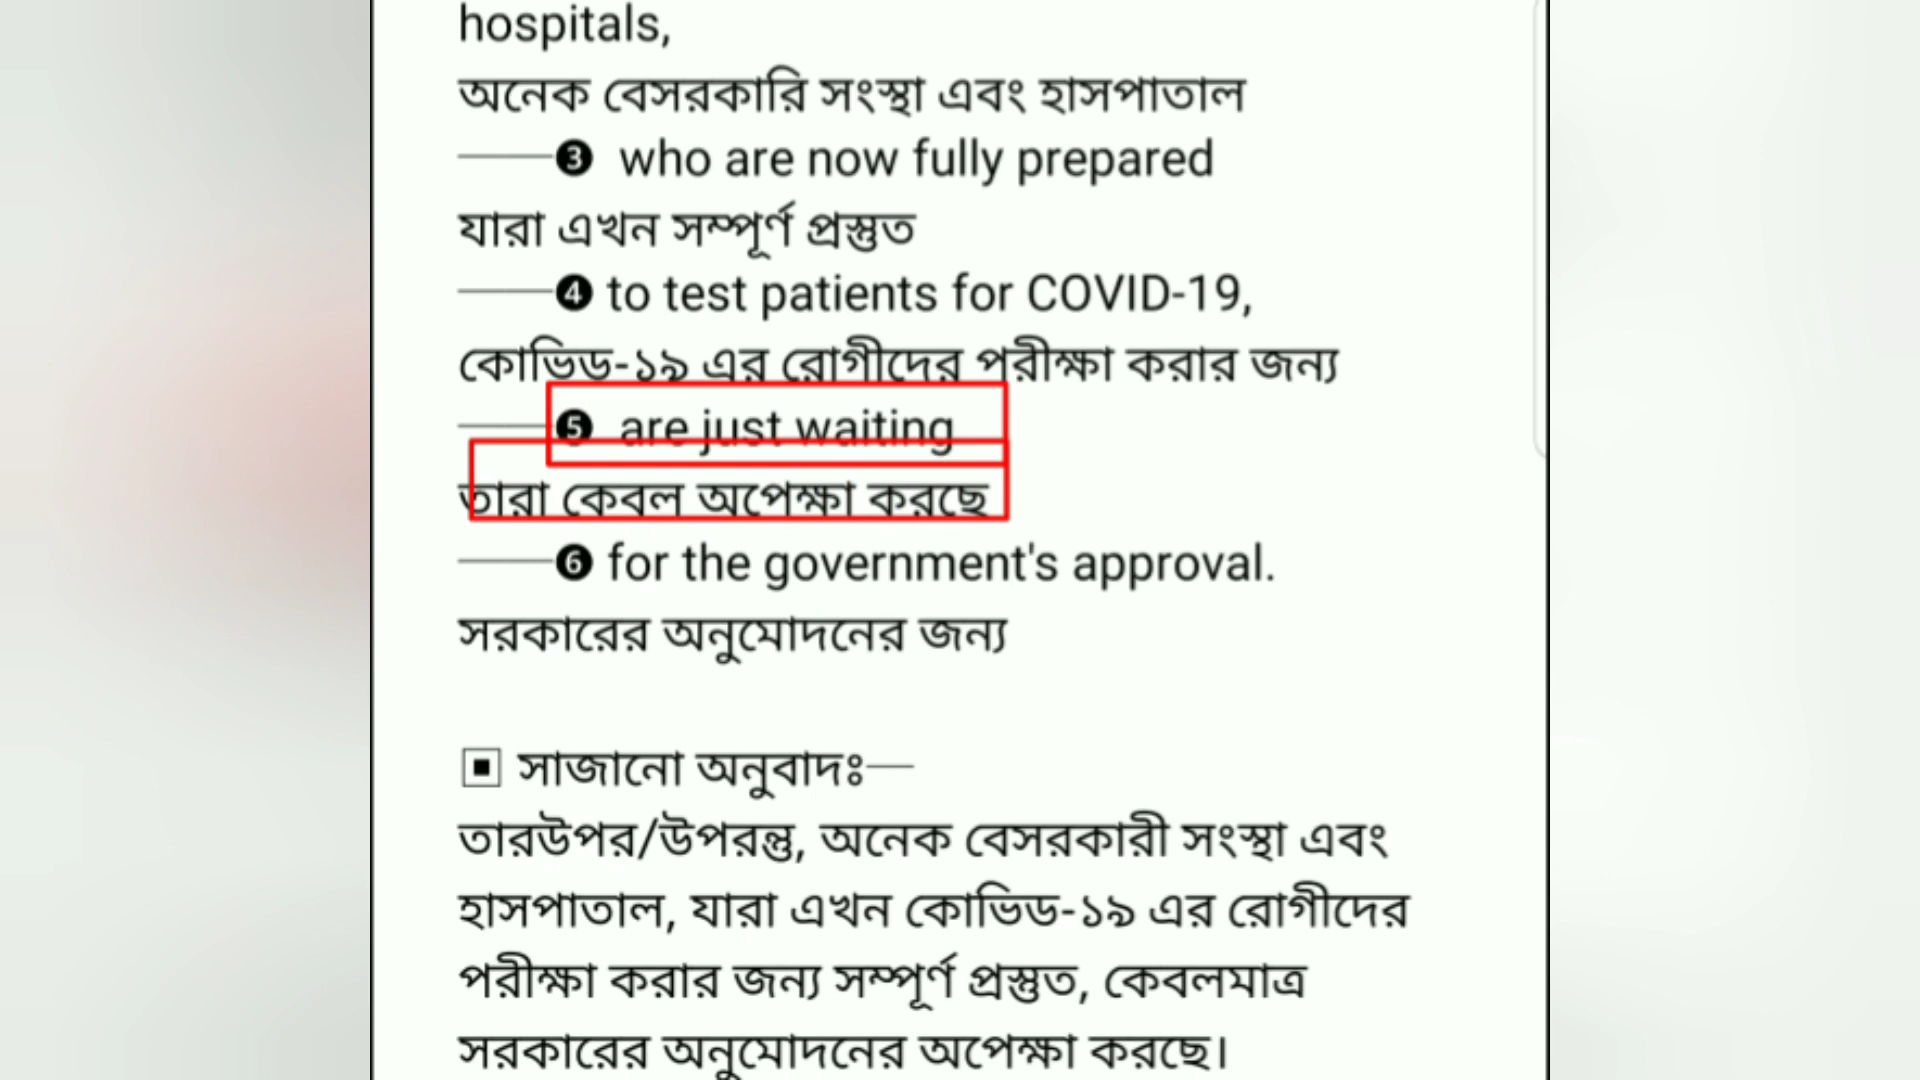 hospitals,
অনেক বেসরকারি সংস্থা এবং হাসপাতাল
——❸ who are now fully prepared
যারা এখন সম্পূর্ণ প্রস্তুত
——❹ to test patients for COVID-19,
কোভিড-১৯ এর রোগীদের পরীক্ষা করার জন্য
——❺ are just waiting
তারা কেবল অপেক্ষা করছে
——❻ for the government's approval.
সরকারের অনুমোদনের জন্য
▣ সাজানো অনুবাদঃ—
তারউপর/উপরন্তু, অনেক বেসরকারী সংস্থা এবং
হাসপাতাল, যারা এখন কোভিড-১৯ এর রোগীদের
পরীক্ষা করার জন্য সম্পূর্ণ প্রস্তুত, কেবলমাত্র
সরকারের অনুমোদনের অপেক্ষা করছে।